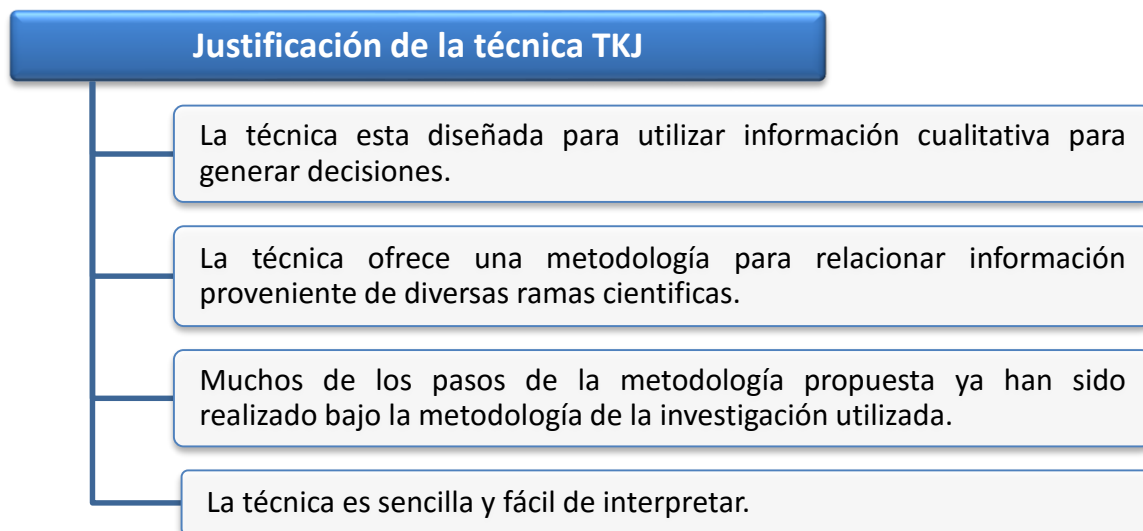 Justificación de la técnica TKJ
La técnica esta diseñada para utilizar información cualitativa para
generar decisiones.
La técnica ofrece una metodología para relacionar información
proveniente de diversas ramas cientificas.
Muchos de los pasos de la metodología propuesta ya han sido
realizado bajo la metodología de la investigación utilizada.
La técnica es sencilla y fácil de interpretar.